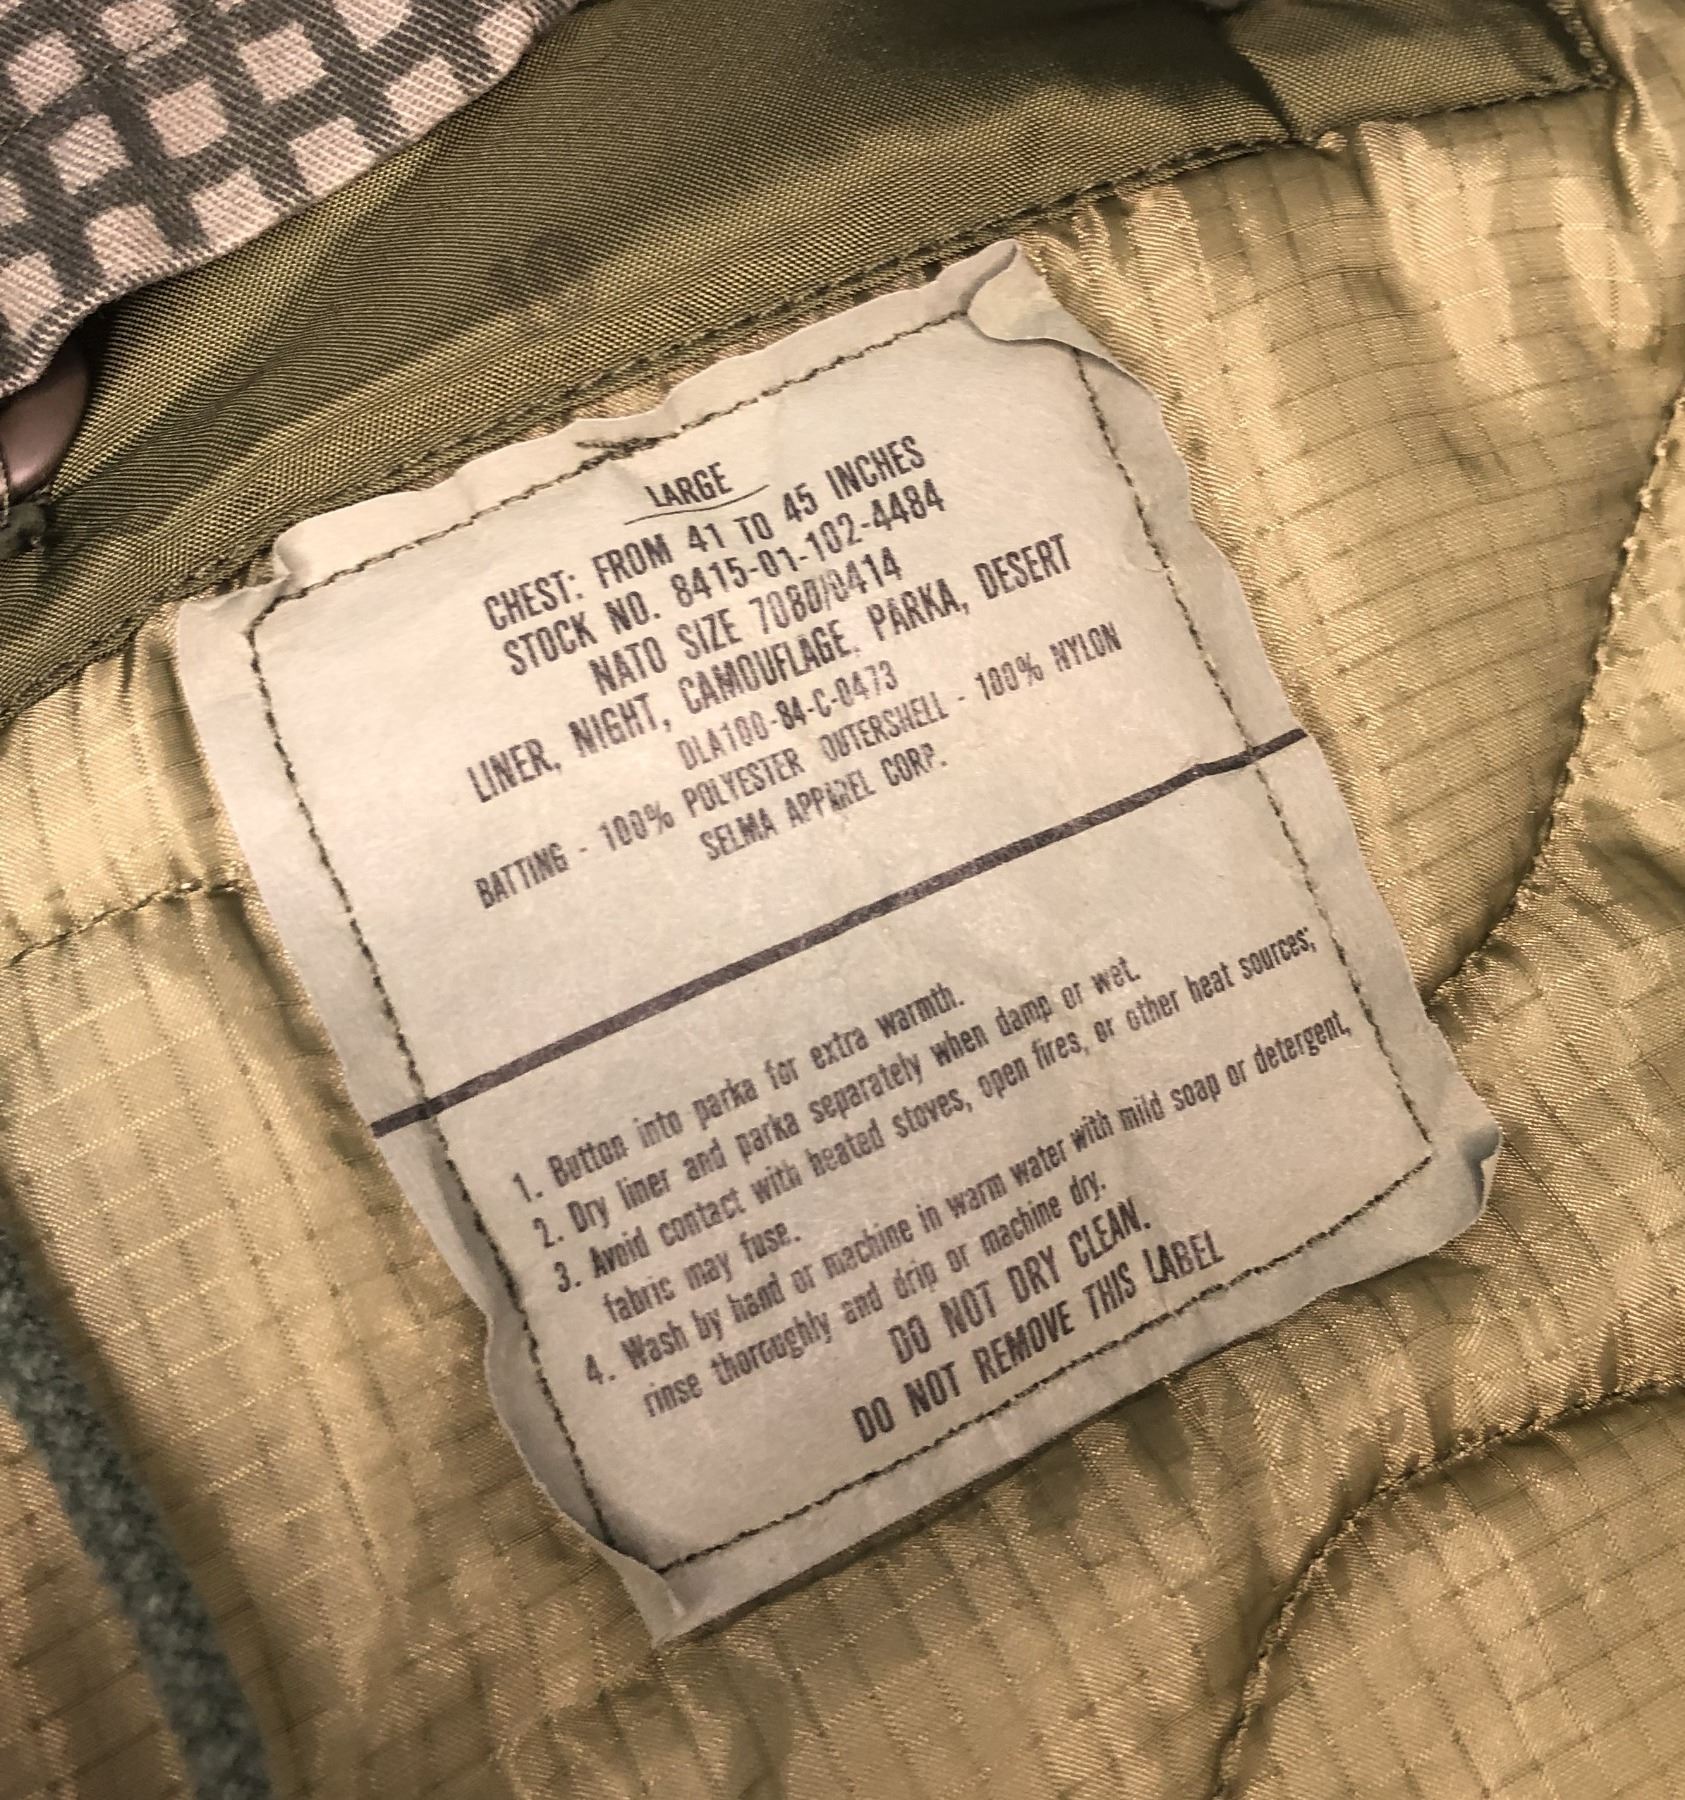 LARGE
CHEST: FROM 41 TO 45 INCHES
STOCK NO. 8415-01-102-4484
NATO SIZE 7080/0414
LINER, NIGHT, CAMOUFLAGE, PARKA, DESERT
DLA100-84-C-0473
BATTING - 100% POLYESTER OUTERSHELL - 100% NYLON
SELMA APPAREL CORP.
1. Button into parka for extra warmth.
2. Dry liner and parka separately when damp or wet.
3. Avoid contact with heated stoves, open fires, or other heat sources;
fabric may fuse.
4. Wash by hand or machine in warm water with mild soap or detergent,
rinse thoroughly and drip or machine dry.
DO NOT DRY CLEAN.
DO NOT REMOVE THIS LABEL